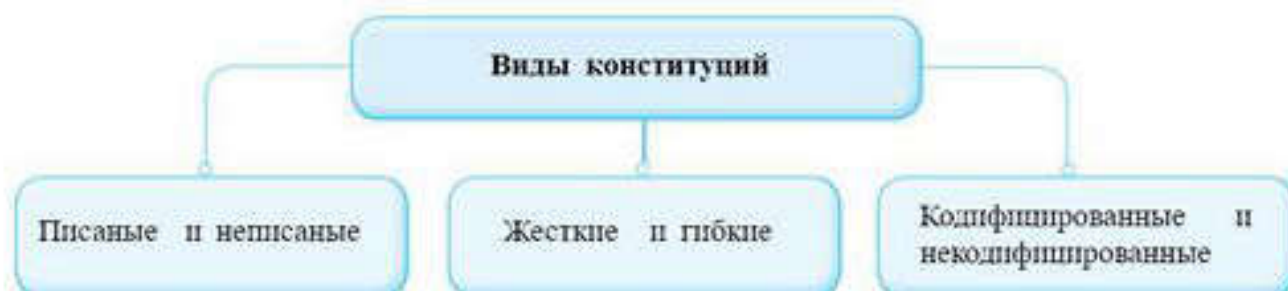 Виды конституций
Писаные и неписаные
Жесткие и гибкие
Кодифицированные и
некодифицированные